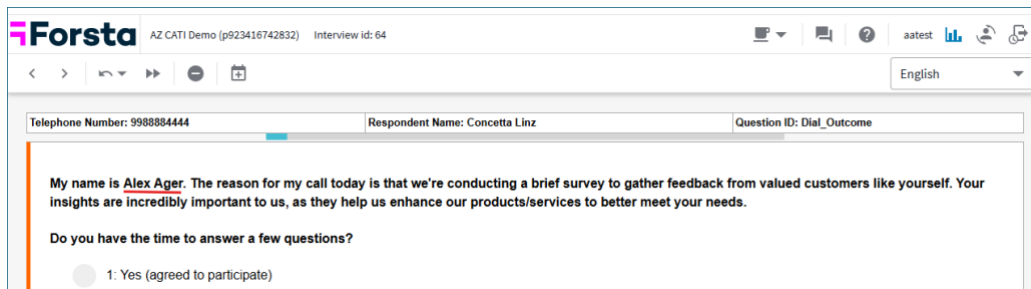 Forsta AZ CATI Demo (p923416742832) Interview id: 64 aatest
English
Telephone Number: 9988884444 Respondent Name: Concetta Linz Question ID: Dial_Outcome
My name is Alex Ager. The reason for my call today is that we're conducting a brief survey to gather feedback from valued customers like yourself. Your
insights are incredibly important to us, as they help us enhance our products/services to better meet your needs.
Do you have the time to answer a few questions?
1: Yes (agreed to participate)